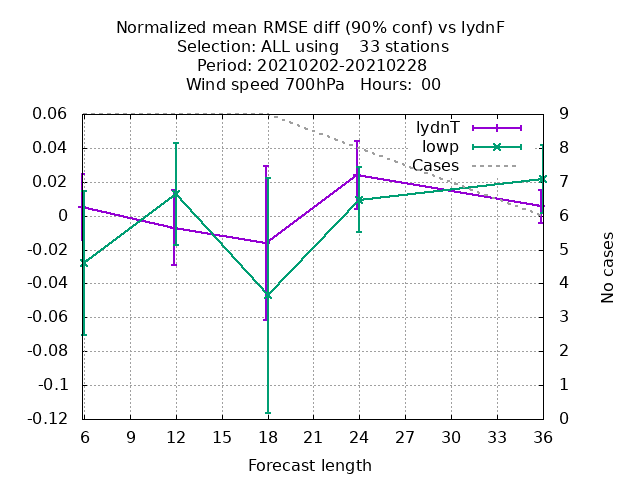 Normalized mean RMSE diff (90% conf) vs IydnF
Selection: ALL using    33 stations
Period: 20210202-20210228
Wind speed 700hPa   Hours:  00
0.06
0.04
0.02
0
-0.02
-0.04
-0.06
-0.08
-0.1
-0.12
IydnT
Iowp
Cases
9
8
7
6
5
4
3
2
1
0
No cases
6 9 12 15 18 21 24 27 30 33 36
Forecast length